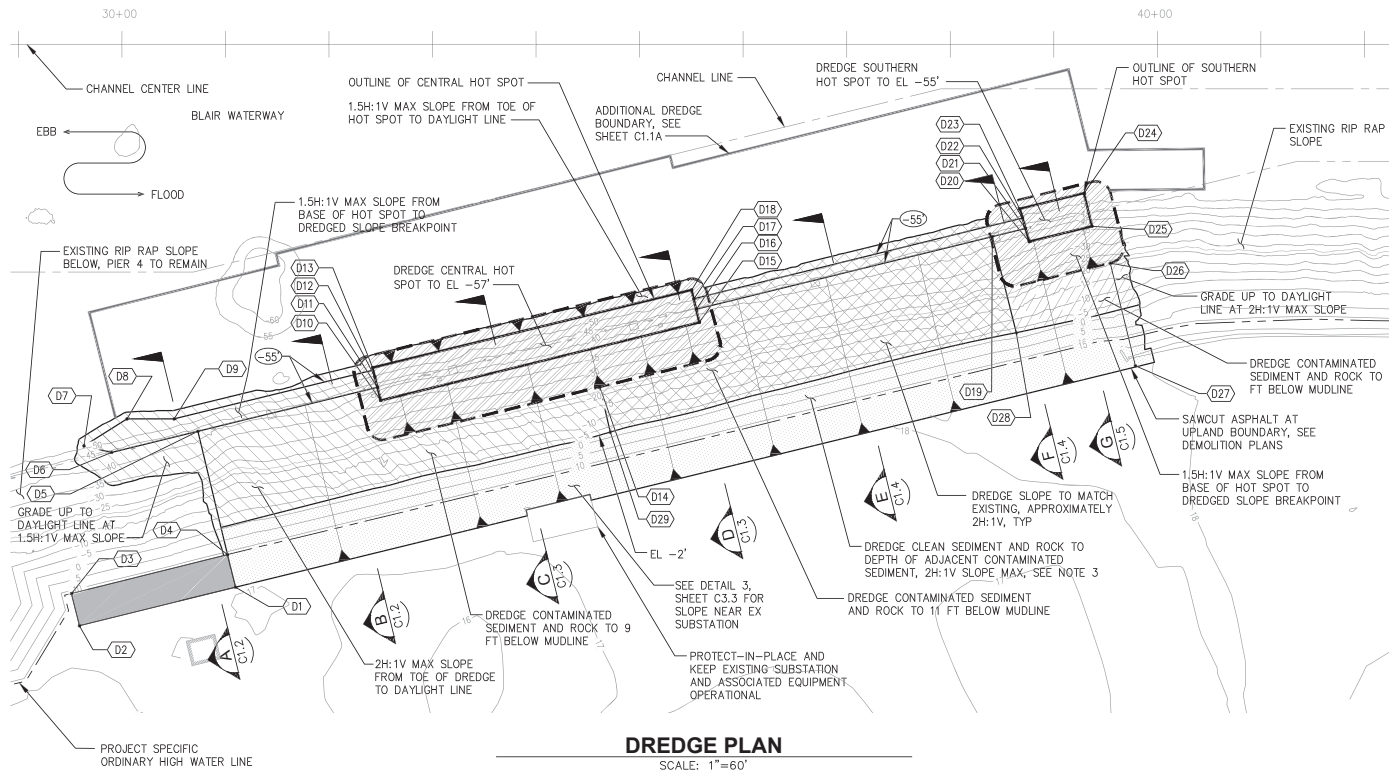 30+00
40+00
CHANNEL CENTER LINE
BLAIR WATERWAY
EBB
FLOOD
OUTLINE OF CENTRAL HOT SPOT
1.5H:1V MAX SLOPE FROM TOE OF
HOT SPOT TO DAYLIGHT LINE
CHANNEL LINE
ADDITIONAL DREDGE
BOUNDARY, SEE
SHEET C1.1A
DREDGE SOUTHERN
HOT SPOT TO EL -55'
OUTLINE OF SOUTHERN
HOT SPOT
EXISTING RIP RAP
SLOPE
D23
D22
D21
D20
D24
D25
D26
1.5H:1V MAX SLOPE FROM
BASE OF HOT SPOT TO
DREDGED SLOPE BREAKPOINT
EXISTING RIP RAP SLOPE
BELOW, PIER 4 TO REMAIN
D13
D12
D11
D10
DREDGE CENTRAL HOT
SPOT TO EL -57'
D18
D17
D16
D15
-55'
-55'
GRADE UP TO DAYLIGHT
LINE AT 2H:1V MAX SLOPE
D7
D8
D9
D6
D5
D4
D3
D2
D1
GRADE UP TO
DAYLIGHT LINE AT
1.5H:1V MAX SLOPE
DREDGE CONTAMINATED
SEDIMENT AND ROCK TO 7
FT BELOW MUDLINE
D19
D28
D27
SAWCUT ASPHALT AT
UPLAND BOUNDARY, SEE
DEMOLITION PLANS
1.5H:1V MAX SLOPE FROM
BASE OF HOT SPOT TO
DREDGED SLOPE BREAKPOINT
D14
D29
EL -2'
DREDGE SLOPE TO MATCH
EXISTING, APPROXIMATELY
2H:1V, TYP
DREDGE CLEAN SEDIMENT AND ROCK TO
DEPTH OF ADJACENT CONTAMINATED
SEDIMENT, 2H:1V SLOPE MAX, SEE NOTE 3
SEE DETAIL 3,
SHEET C3.3 FOR
SLOPE NEAR EX
SUBSTATION
DREDGE CONTAMINATED SEDIMENT
AND ROCK TO 11 FT BELOW MUDLINE
DREDGE CONTAMINATED
SEDIMENT AND ROCK TO 9
FT BELOW MUDLINE
2H:1V MAX SLOPE
FROM TOE OF DREDGE
TO DAYLIGHT LINE
PROTECT-IN-PLACE AND
KEEP EXISTING SUBSTATION
AND ASSOCIATED EQUIPMENT
OPERATIONAL
A
C1.2
B
C1.2
C
C1.3
D
C1.3
E
C1.4
F
C1.4
G
C1.5
PROJECT SPECIFIC
ORDINARY HIGH WATER LINE
DREDGE PLAN
SCALE: 1"=60'